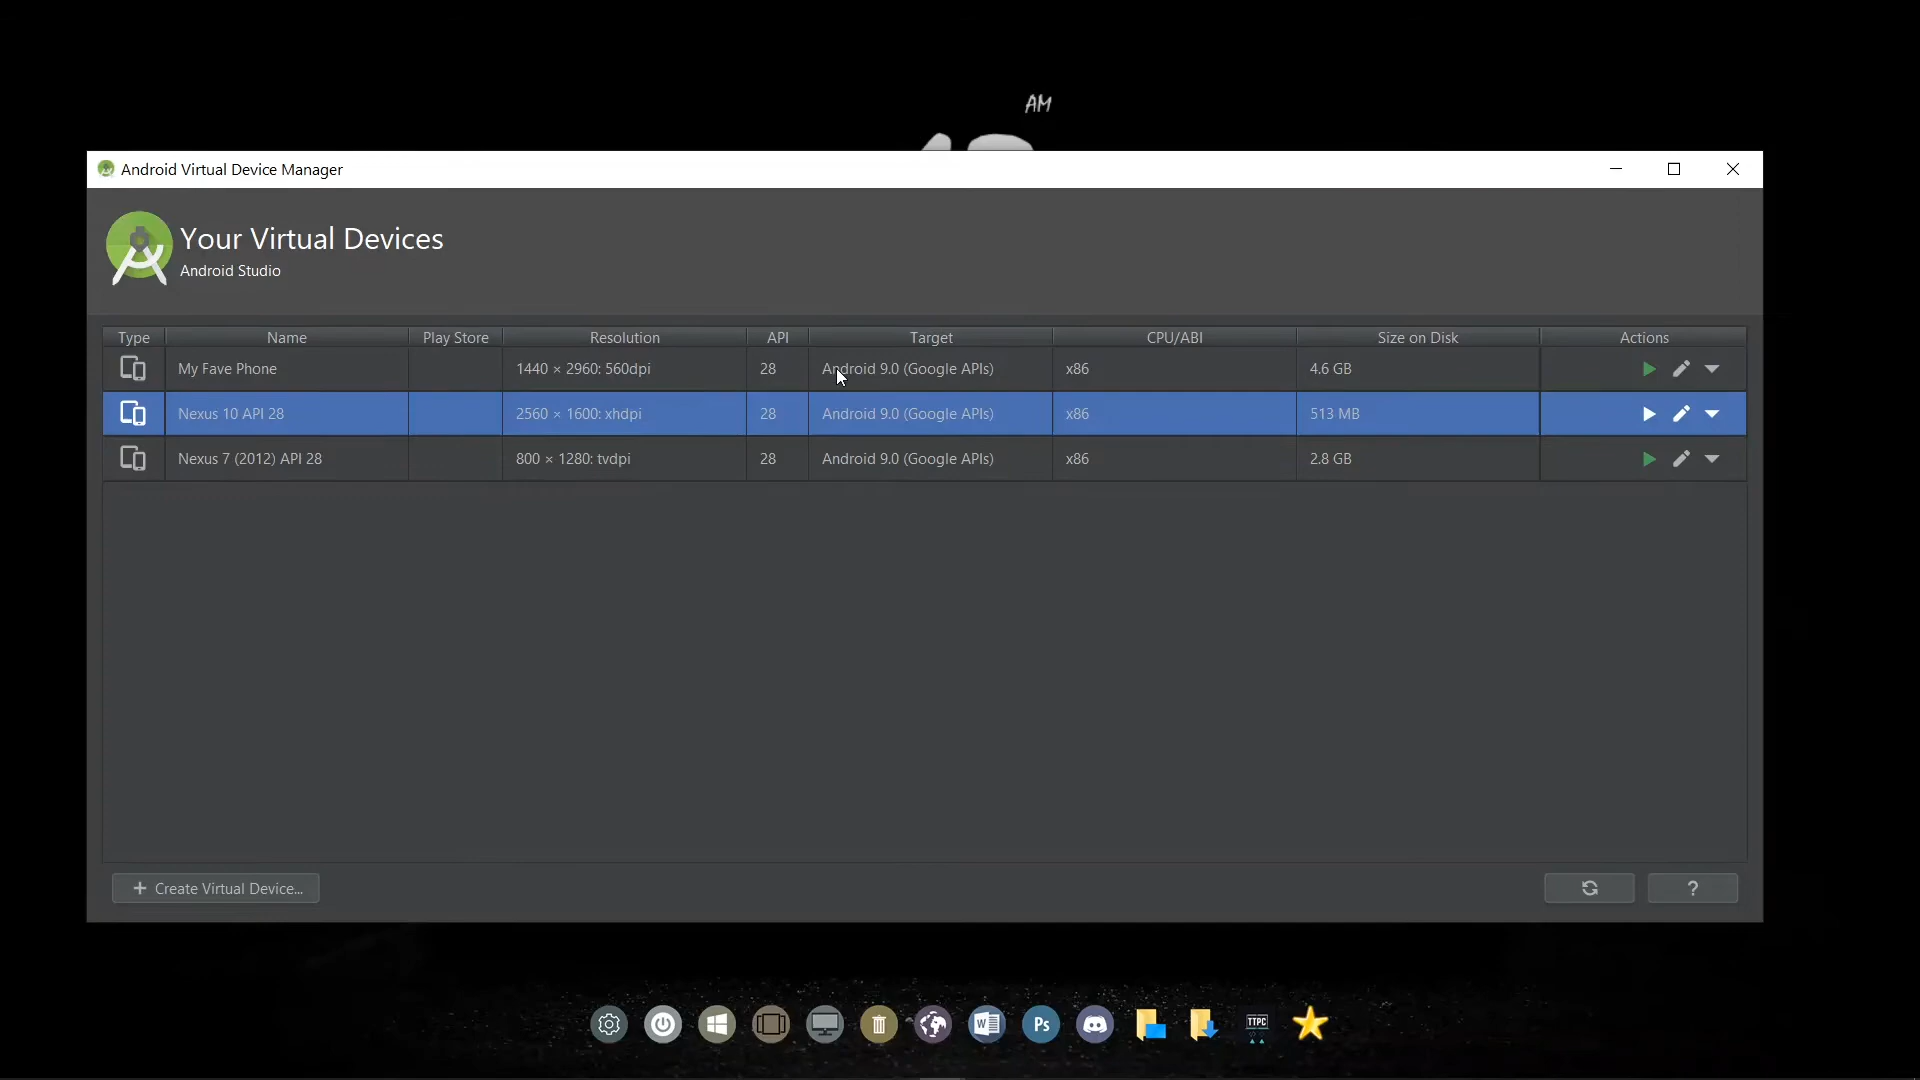 AM
Android Virtual Device Manager
Your Virtual Devices
Android Studio
Type Name Play Store Resolution API Target CPU/ABI Size on Disk Actions
My Fave Phone 1440 × 2960: 560dpi 28 Android 9.0 (Google APIs) x86 4.6 GB
Nexus 10 API 28 2560 × 1600: xhdpi 28 Android 9.0 (Google APIs) x86 513 MB
Nexus 7 (2012) API 28 800 × 1280: tvdpi 28 Android 9.0 (Google APIs) x86 2.8 GB
+ Create Virtual Device... ?
Ps TTPC